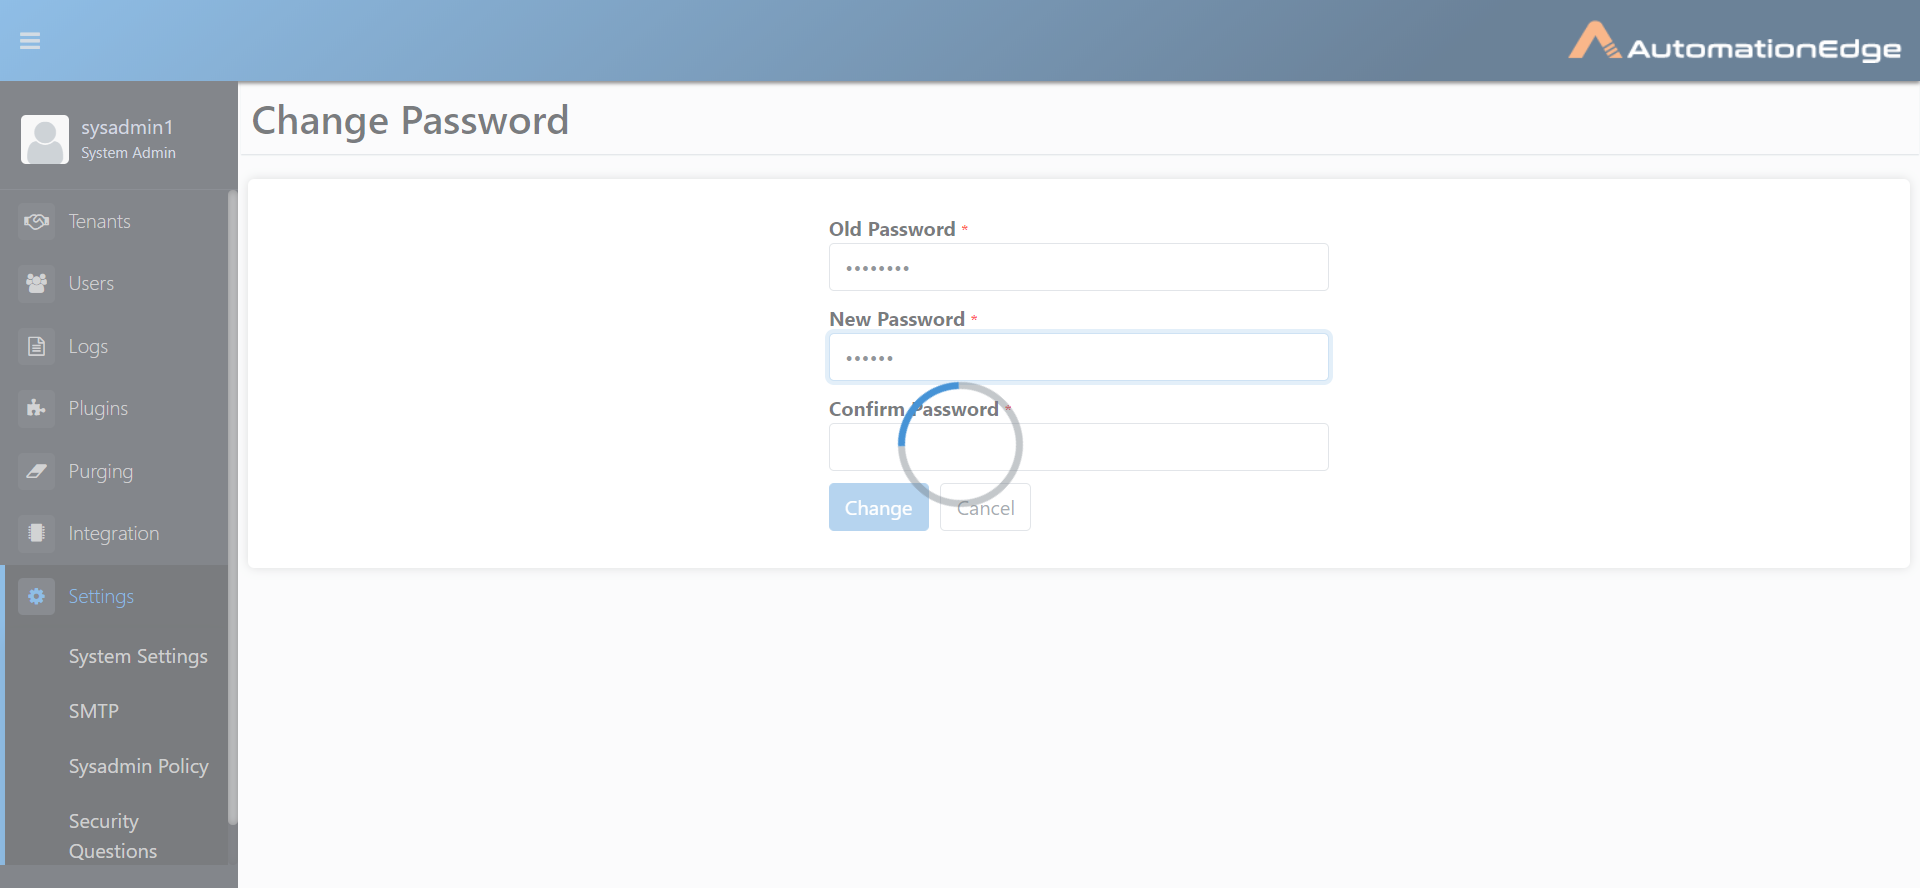 AutomationEdge
sysadmin1
System Admin
Change Password
Tenants
Users
Logs
Plugins
Purging
Integration
Settings
System Settings
SMTP
Sysadmin Policy
Security
Questions
Old Password *
••••••••
New Password *
••••••
Confirm Password *
Change
Cancel